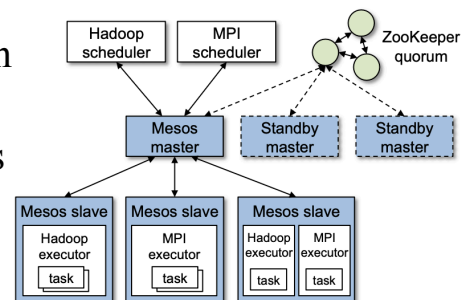 Hadoop
scheduler
MPI
scheduler
ZooKeeper
quorum
n
Mesos
master
Standby
master
Standby
master
s
Mesos slave
Hadoop
executor
task
Mesos slave
MPI
executor
task
Mesos slave
Hadoop
executor
task
MPI
executor
task